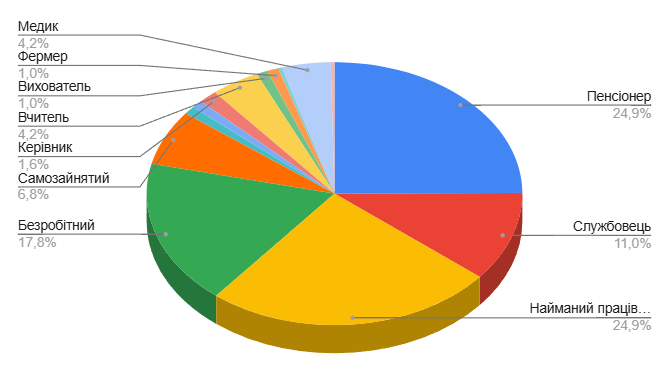 Медик
4,2%
Фермер
1,0%
Вихователь
1,0%
Вчитель
4,2%
Керівник
1,6%
Самозайнятий
6,8%
Безробітний
17,8%
Пенсіонер
24,9%
Службовець
11,0%
Найманий праців…
24,9%